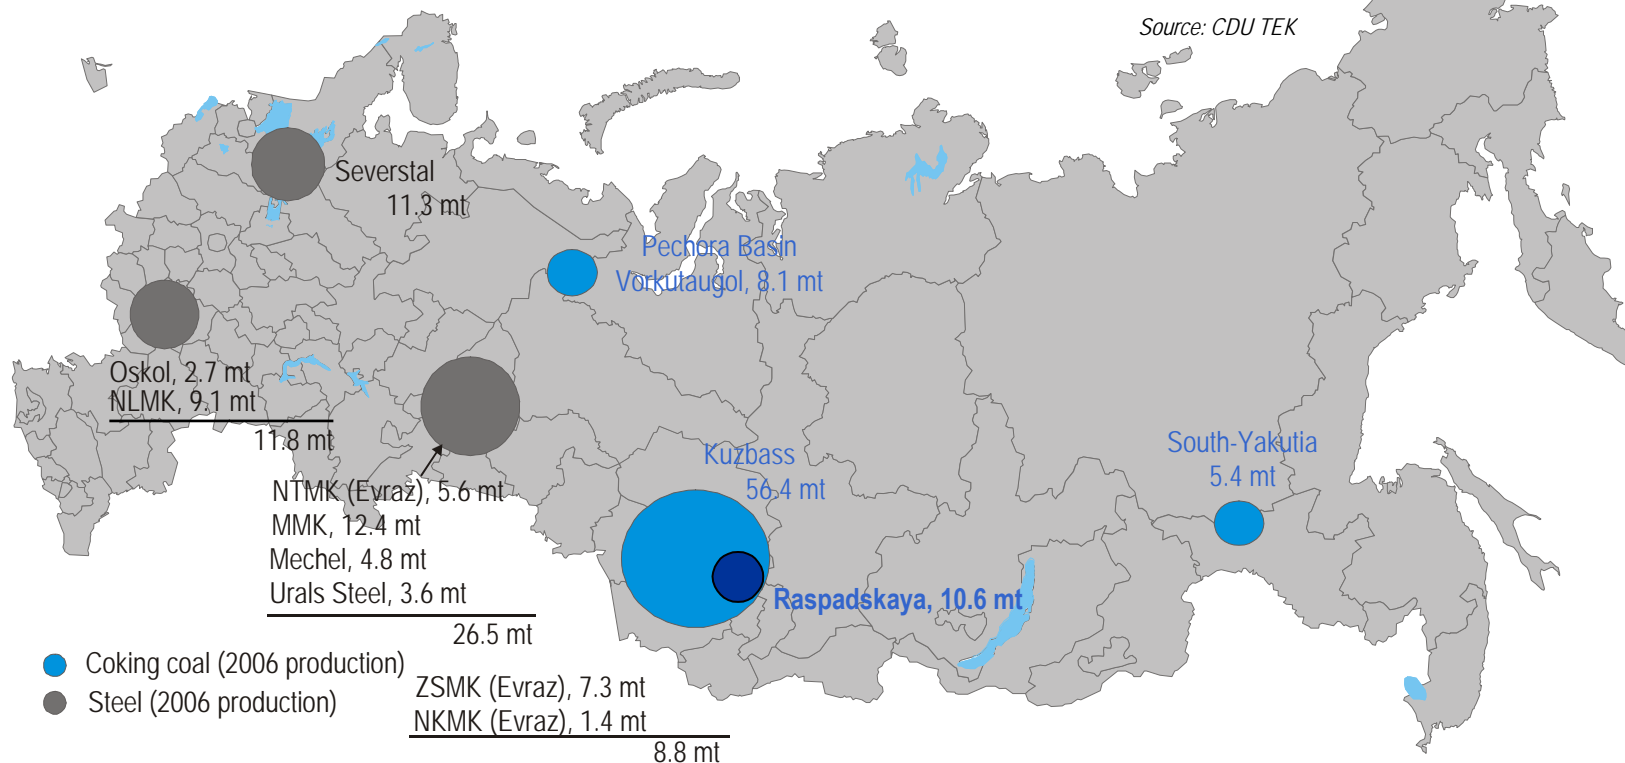 Source: CDU TEK
Severstal
11.3 mt
Pechora Basin
Vorkutaugol, 8.1 mt
Oskol, 2.7 mt
NLMK, 9.1 mt
11.8 mt
Kuzbass
56.4 mt
South-Yakutia
5.4 mt
NTMK (Evraz), 5.6 mt
MMK, 12.4 mt
Mechel, 4.8 mt
Urals Steel, 3.6 mt
26.5 mt
Raspadskaya, 10.6 mt
Coking coal (2006 production)
Steel (2006 production)
ZSMK (Evraz), 7.3 mt
NKMK (Evraz), 1.4 mt
8.8 mt